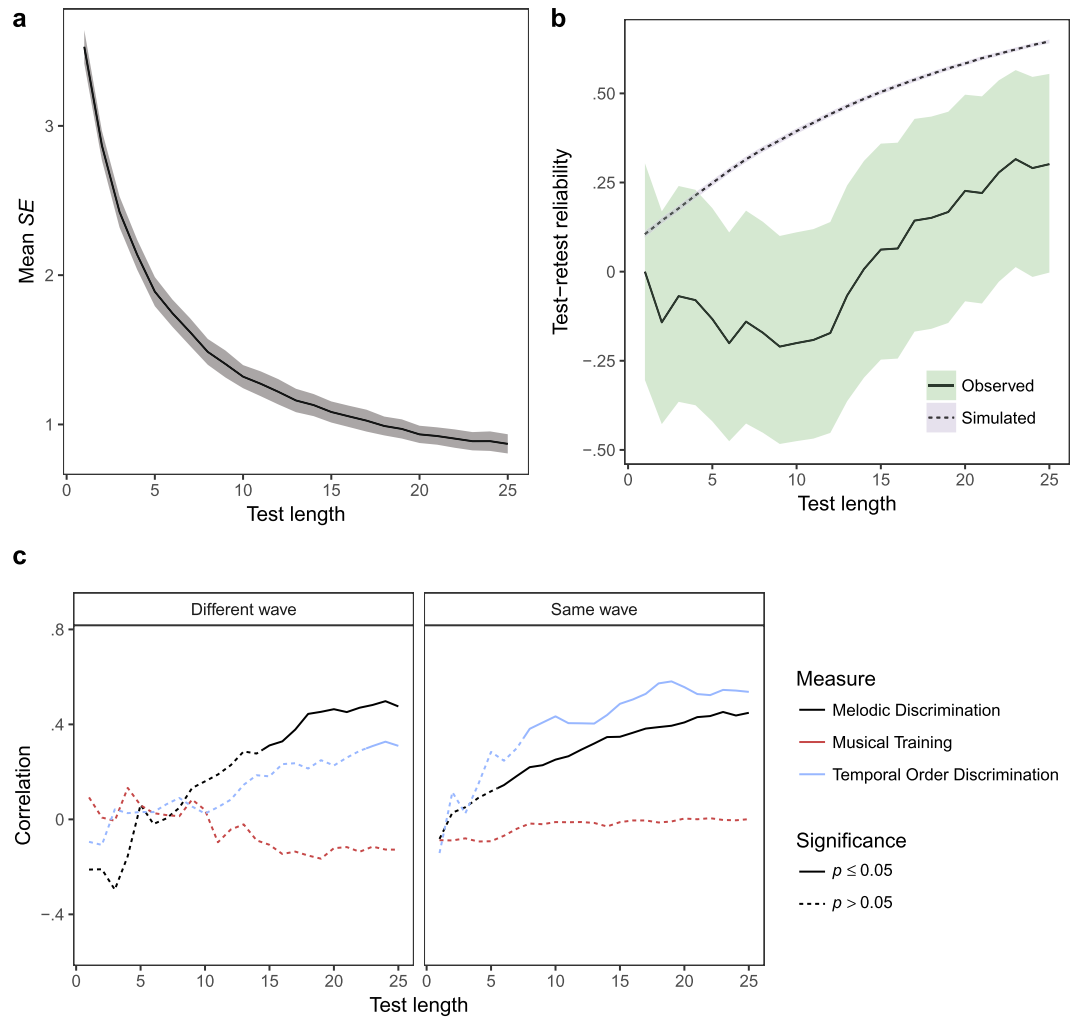 a
3
2
1
Mean SE
0 5 10 15 20 25
Test length
b
.50
.25
0
−.25
−.50
Test−retest reliability
Observed
Simulated
0 5 10 15 20 25
Test length
c
Different wave
Same wave
.8
.4
0
−.4
Correlation
0 5 10 15 20 25
0 5 10 15 20 25
Test length
Measure
Melodic Discrimination
Musical Training
Temporal Order Discrimination
Significance
p ≤ 0.05
p > 0.05